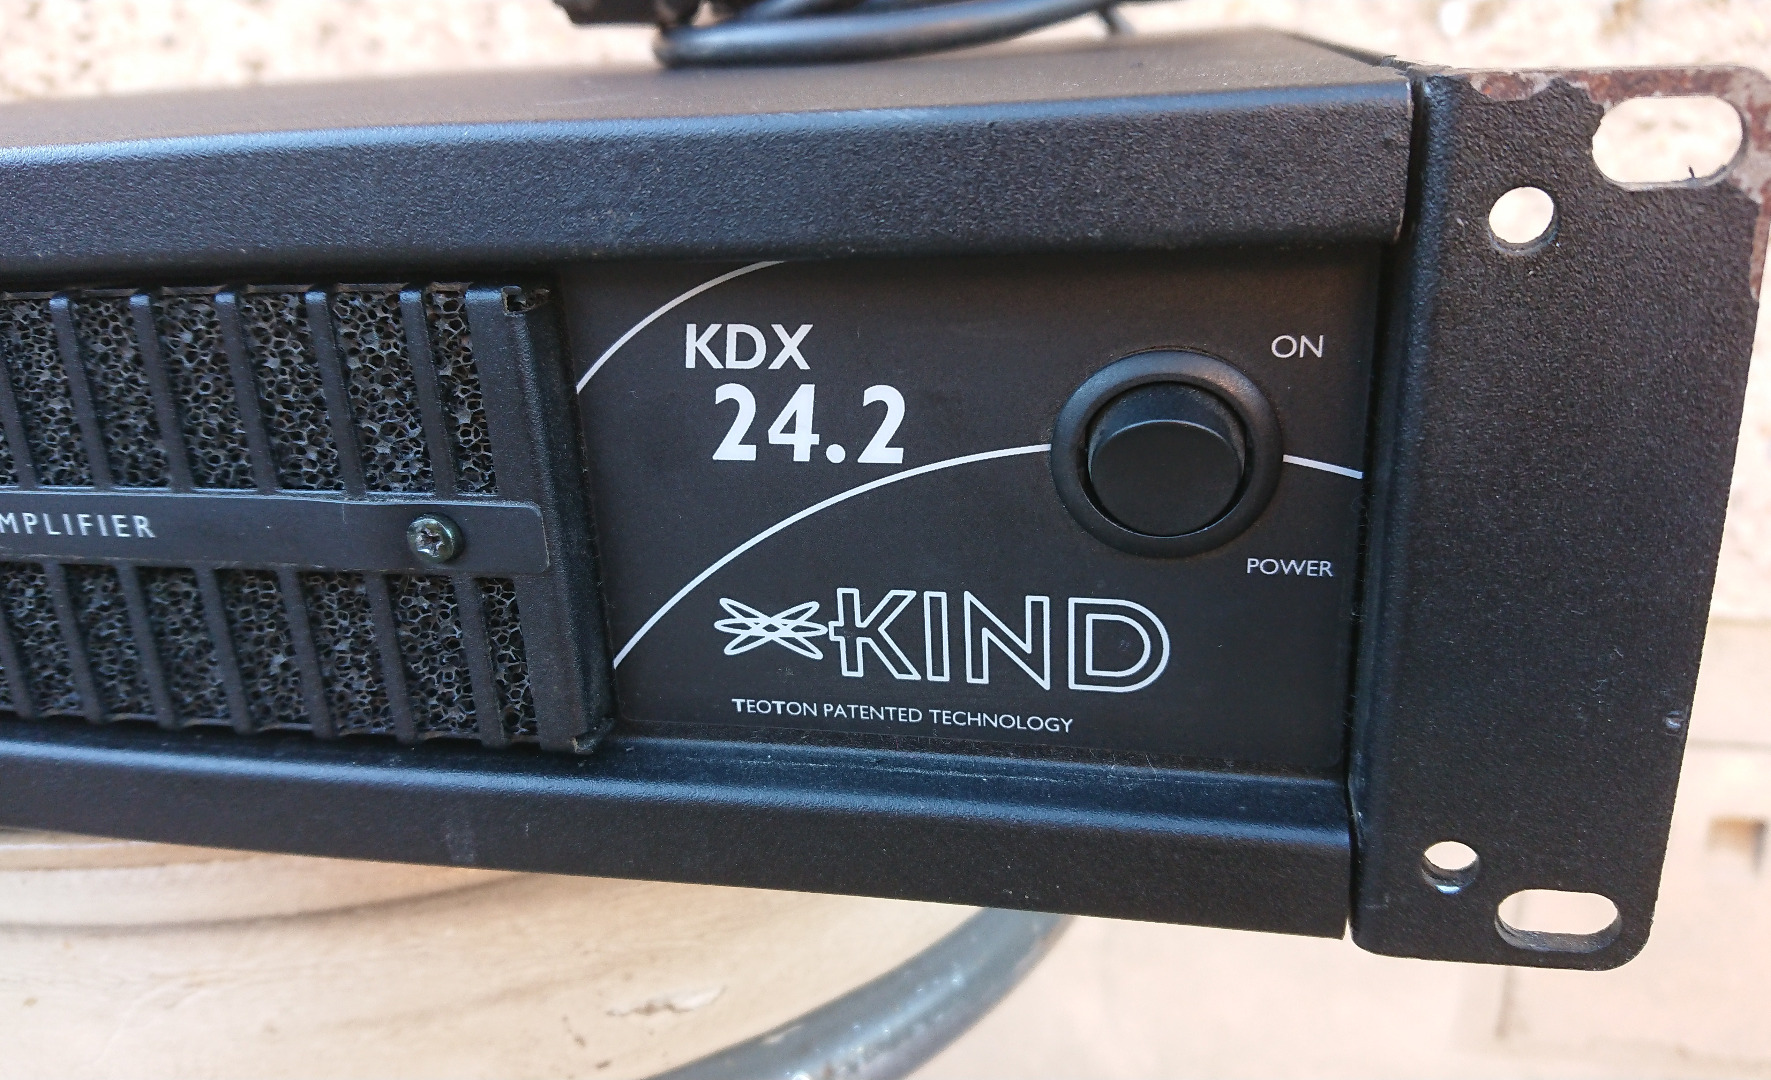 KDX
24.2
ON
MPLIFIER
POWER
KIND
TEOTON PATENTED TECHNOLOGY